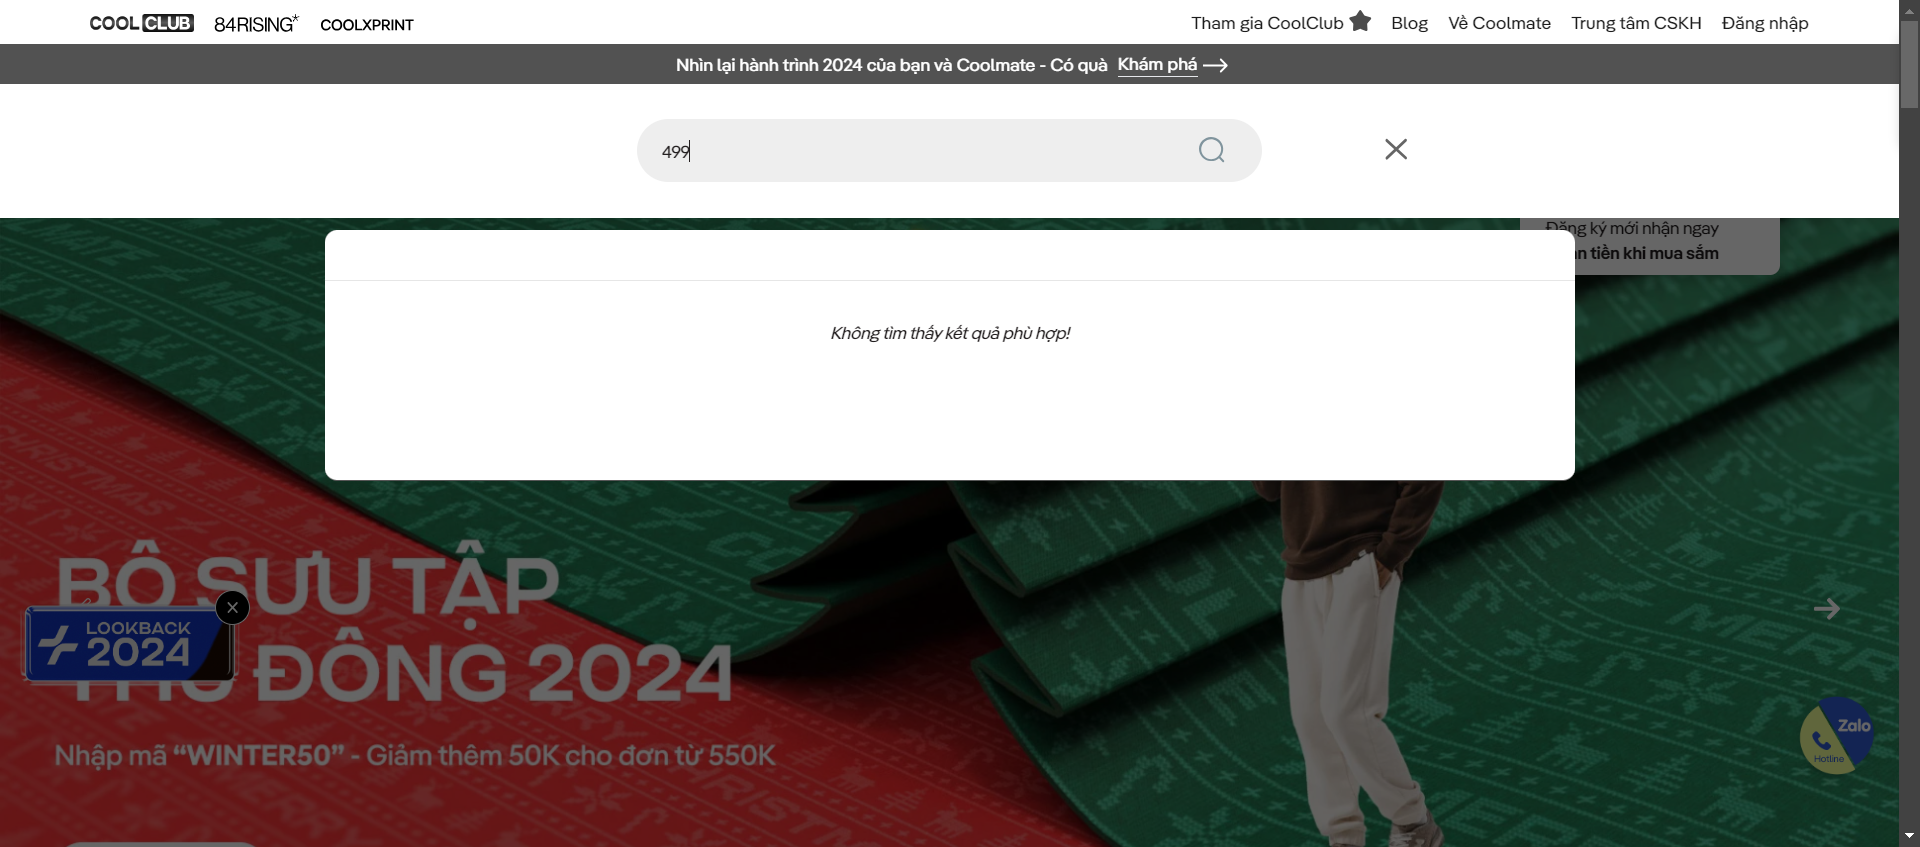 COOL CLUB 84RISING* COOLXPRINT Tham gia CoolClub Blog Về Coolmate Trung tâm CSKH Đăng nhập
Nhìn lại hành trình 2024 của bạn và Coolmate - Có quà Khám phá
499
Đăng ký mới nhận ngay
àn tiền khi mua sắm
Không tìm thấy kết quả phù hợp!
BỘ SƯU TẬP
THU ĐÔNG 2024
LOOKBACK
2024
Nhập mã “WINTER50” - Giảm thêm 50K cho đơn từ 550K
Zalo
Hotline